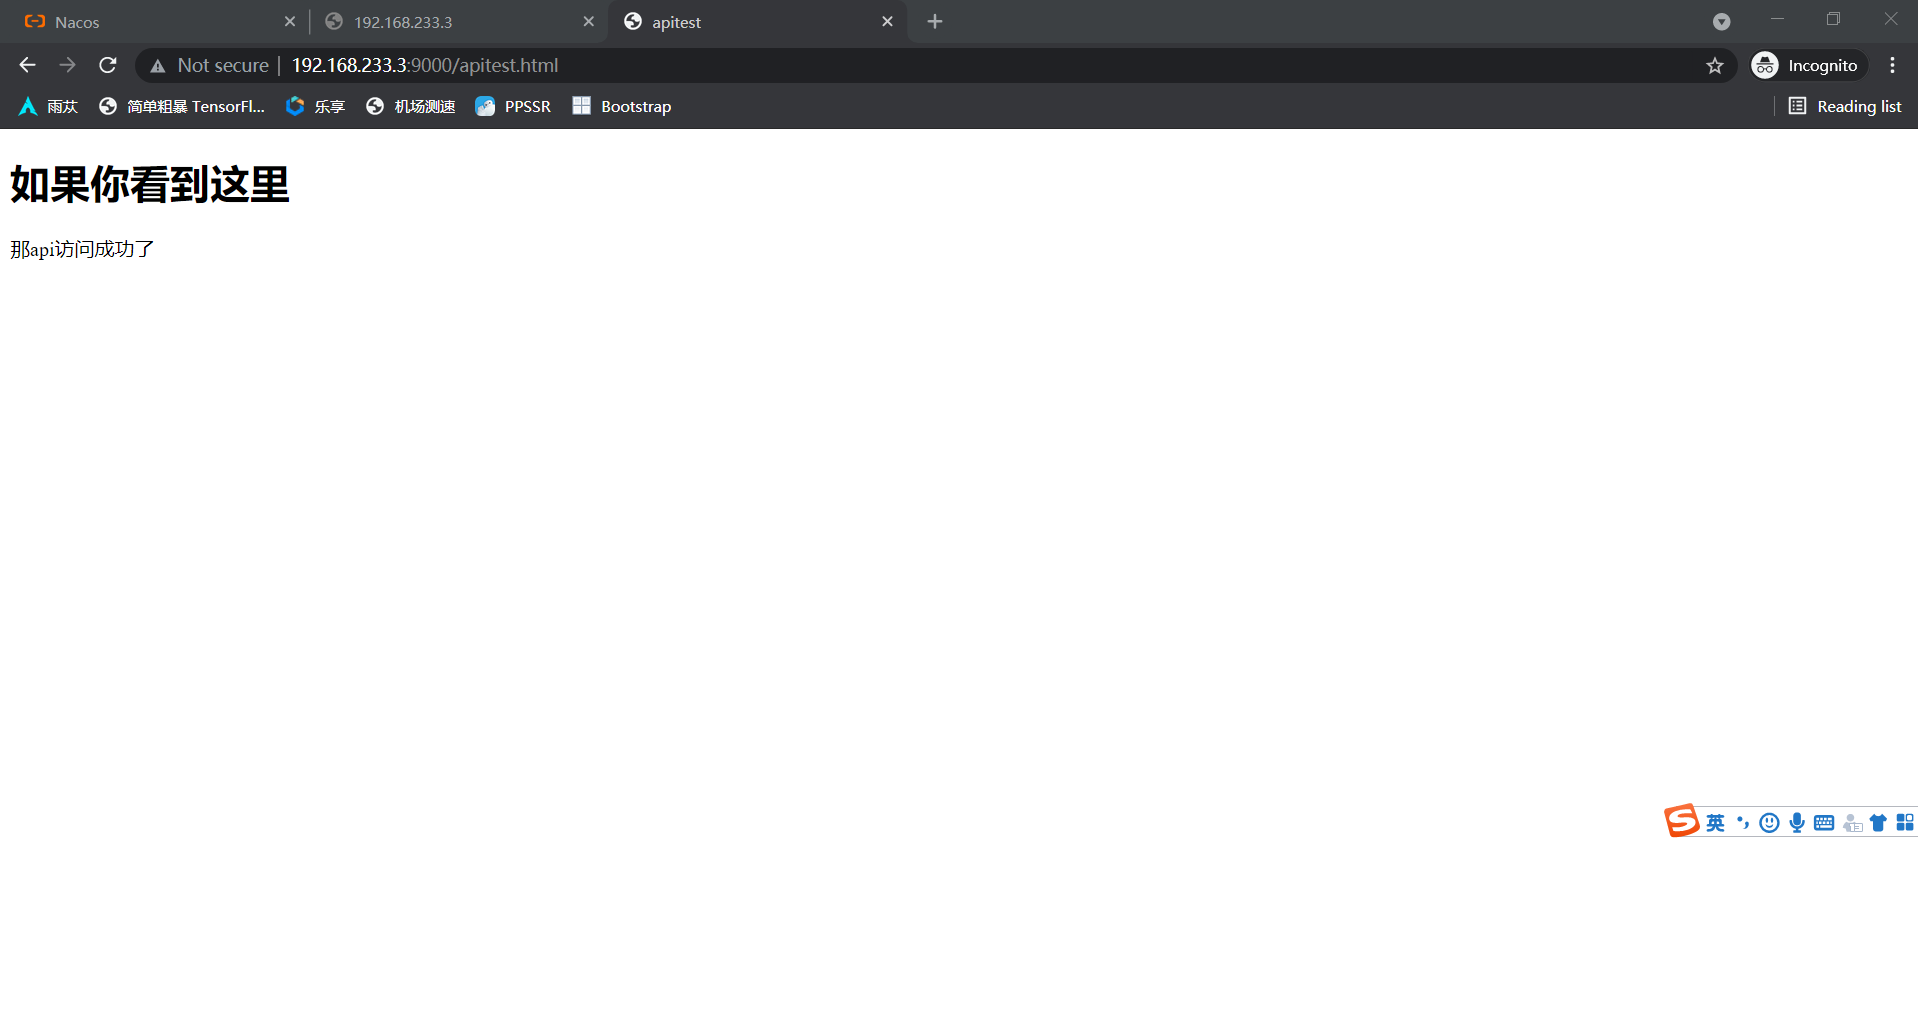 Nacos
192.168.233.3
apitest
Not secure
192.168.233.3:9000/apitest.html
Incognito
雨苁
简单粗暴 TensorFl...
乐享
机场测速
PPSSR
Bootstrap
Reading list
如果你看到这里
那api访问成功了
英